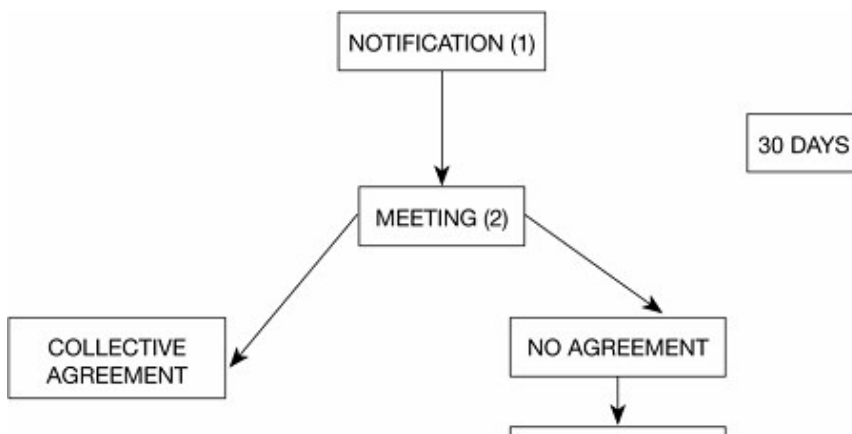 NOTIFICATION (1)
30 DAYS
MEETING (2)
COLLECTIVE
AGREEMENT
NO AGREEMENT